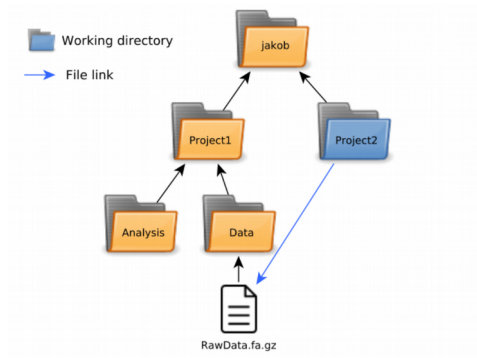 Working directory
File link
jakob
Project1
Project2
Analysis
Data
RawData.fa.gz